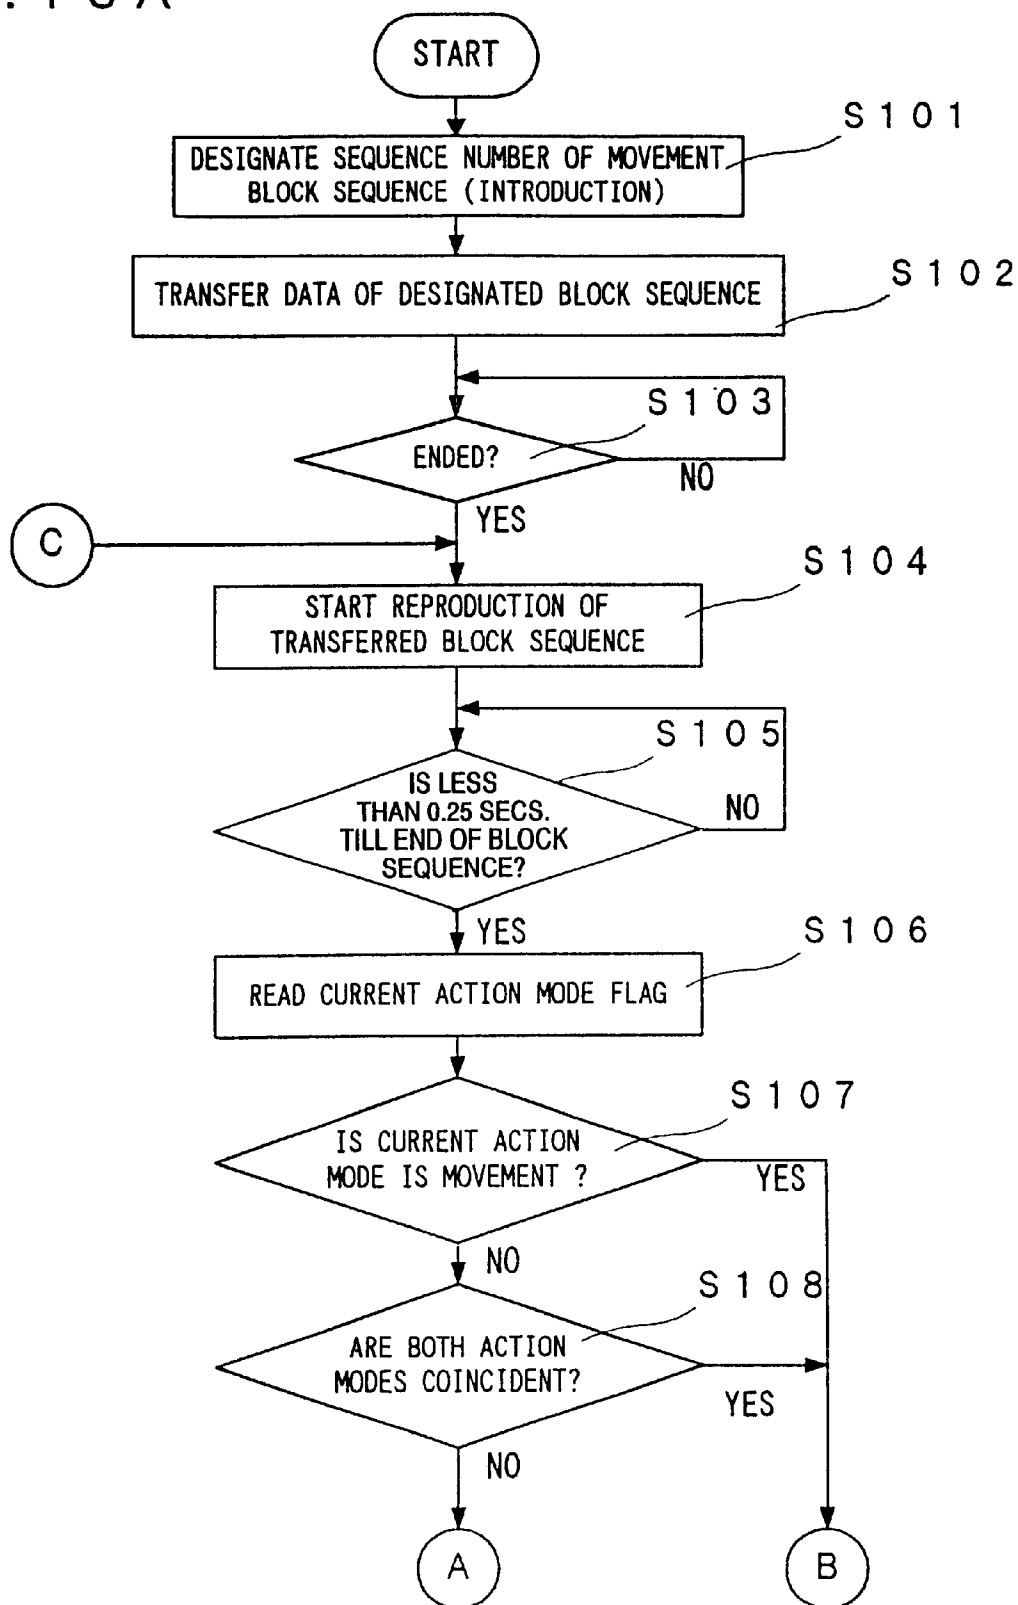 START
S101
DESIGNATE SEQUENCE NUMBER OF MOVEMENT
BLOCK SEQUENCE (INTRODUCTION)
S102
TRANSFER DATA OF DESIGNATED BLOCK SEQUENCE
S103
ENDED?
NO
YES
C
S104
START REPRODUCTION OF
TRANSFERRED BLOCK SEQUENCE
S105
IS LESS
THAN 0.25 SECS.
TILL END OF BLOCK
SEQUENCE?
NO
YES
S106
READ CURRENT ACTION MODE FLAG
S107
IS CURRENT ACTION
MODE IS MOVEMENT ?
YES
NO
S108
ARE BOTH ACTION
MODES COINCIDENT?
YES
NO
A
B